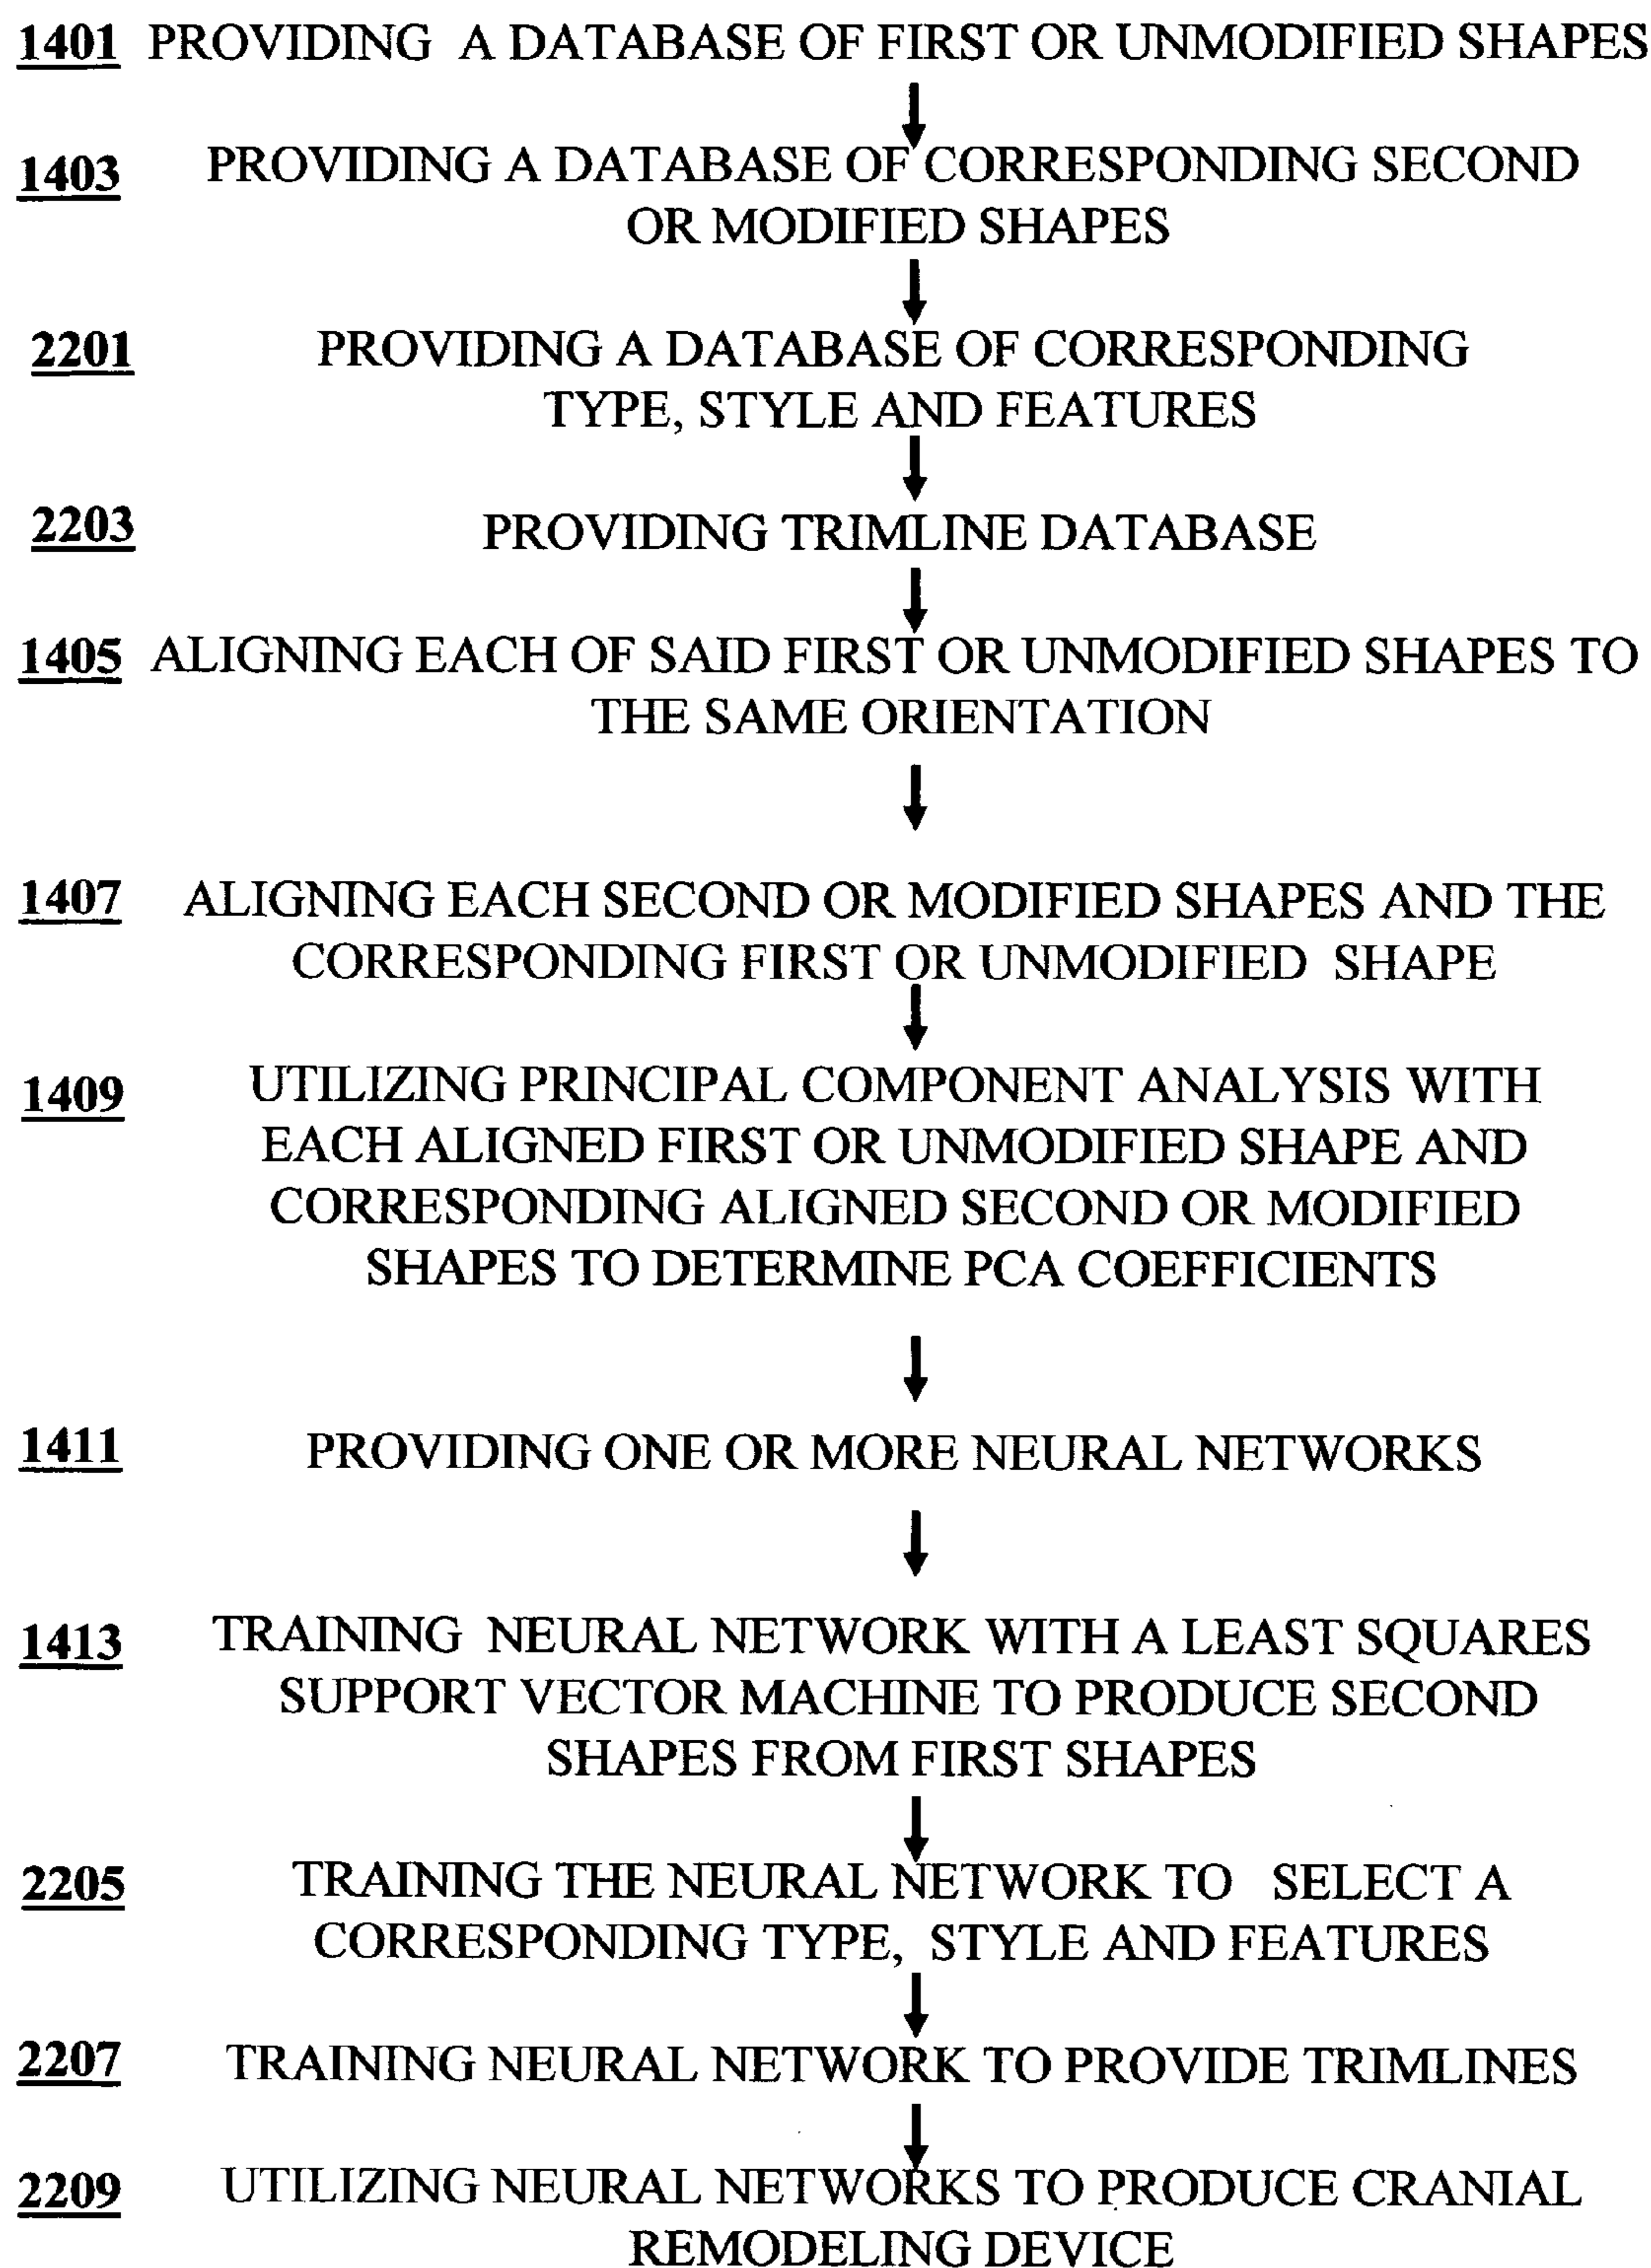 1401 PROVIDING A DATABASE OF FIRST OR UNMODIFIED SHAPES
1403 PROVIDING A DATABASE OF CORRESPONDING SECOND
OR MODIFIED SHAPES
2201 PROVIDING A DATABASE OF CORRESPONDING
TYPE, STYLE AND FEATURES
2203 PROVIDING TRIMLINE DATABASE
1405 ALIGNING EACH OF SAID FIRST OR UNMODIFIED SHAPES TO
THE SAME ORIENTATION
1407 ALIGNING EACH SECOND OR MODIFIED SHAPES AND THE
CORRESPONDING FIRST OR UNMODIFIED SHAPE
1409 UTILIZING PRINCIPAL COMPONENT ANALYSIS WITH
EACH ALIGNED FIRST OR UNMODIFIED SHAPE AND
CORRESPONDING ALIGNED SECOND OR MODIFIED
SHAPES TO DETERMINE PCA COEFFICIENTS
1411 PROVIDING ONE OR MORE NEURAL NETWORKS
1413 TRAINING NEURAL NETWORK WITH A LEAST SQUARES
SUPPORT VECTOR MACHINE TO PRODUCE SECOND
SHAPES FROM FIRST SHAPES
2205 TRAINING THE NEURAL NETWORK TO SELECT A
CORRESPONDING TYPE, STYLE AND FEATURES
2207 TRAINING NEURAL NETWORK TO PROVIDE TRIMLINES
2209 UTILIZING NEURAL NETWORKS TO PRODUCE CRANIAL
REMODELING DEVICE